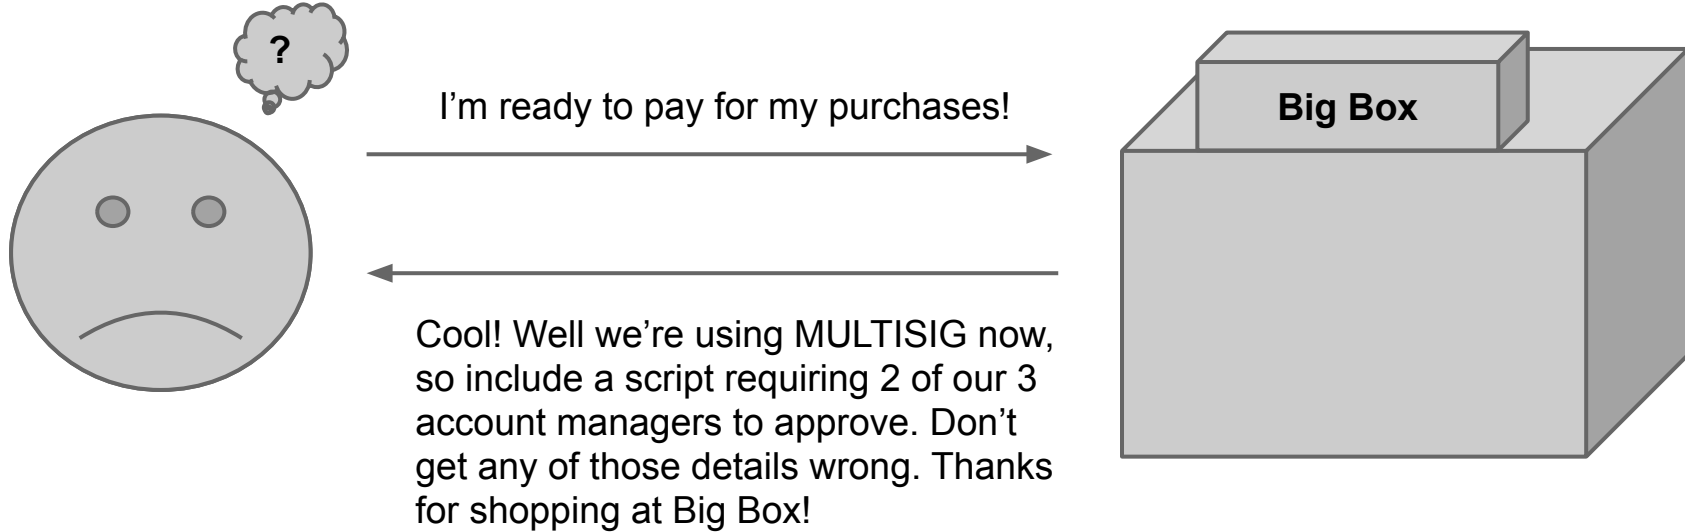 ?
I’m ready to pay for my purchases!
Big Box
Cool! Well we’re using MULTISIG now,
so include a script requiring 2 of our 3
account managers to approve. Don’t
get any of those details wrong. Thanks
for shopping at Big Box!